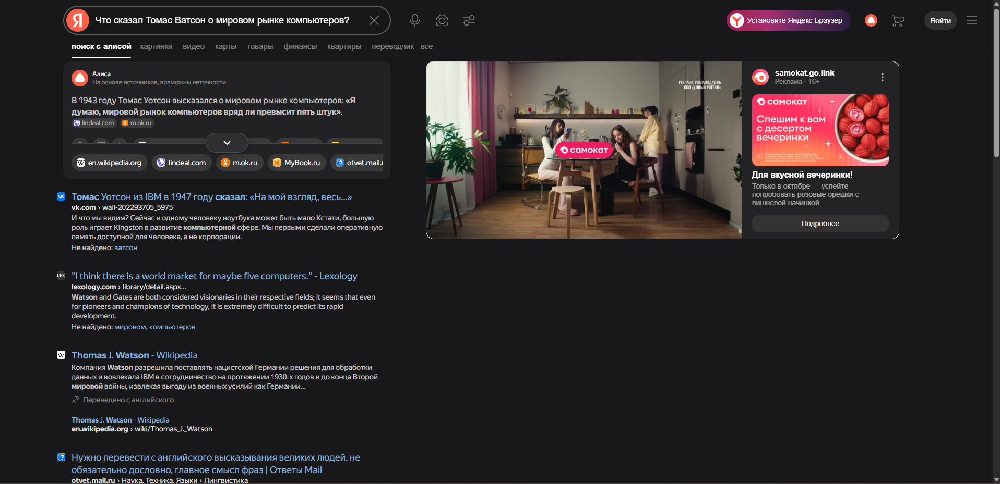 Я Что сказал Томас Ватсон о мировом рынке компьютеров?
Установите Яндекс Браузер
Войти
поиск с алисой картинки видео карты товары финансы квартиры переводчик все
Алиса
На основе источников, возможны неточности
В 1943 году Томас Уотсон высказался о мировом рынке компьютеров: «Я
думаю, мировой рынок компьютеров вряд ли превысит пять штук».
lindeal.com m.ok.ru
en.wikipedia.org lindeal.com m.ok.ru MyBook.ru otvet.mail.
Томас Уотсон из IBM в 1947 году сказал: «На мой взгляд, весь...»
vk.com › wall-202293705_5975
И что мы видим? Сейчас и одному человеку ноутбука может быть мало Кстати, большую
роль играет Kingston в развитие компьютерной сфере. Мы первыми сделали оперативную
память доступной для человека, а не корпорации.
Не найдено: ватсон
LEX
"I think there is a world market for maybe five computers." - Lexology
lexology.com › library/detail.aspx...
Watson and Gates are both considered visionaries in their respective fields; it seems that even
for pioneers and champions of technology, it is extremely difficult to predict its rapid
development.
Не найдено: мировом, компьютеров
W
Thomas J. Watson - Wikipedia
Компания Watson разрешила поставлять нацистской Германии решения для обработки
данных и вовлекала IBM в сотрудничество на протяжении 1930-х годов и до конца Второй
мировой войны, извлекая выгоду из военных усилий как Германии...
Переведено с английского
Thomas J. Watson - Wikipedia
en.wikipedia.org › wiki/Thomas_J._Watson
Нужно перевести с английского высказывания великих людей. не
обязательно дословно, главное смысл фраз | Ответы Mail
otvet.mail.ru › Наука, Техника, Языки › Лингвистика
РЕКЛАМА. РЕКЛАМОДАТЕЛЬ
ООО «УМНЫЙ РИТЕЙЛ»
самокат
samokat.go.link
Реклама · 16+
самокат
Спешим к вам
с десертом
вечеринки
Для вкусной вечеринки!
Только в октябре — успейте
попробовать розовые орешки с
вишневой начинкой.
Подробнее